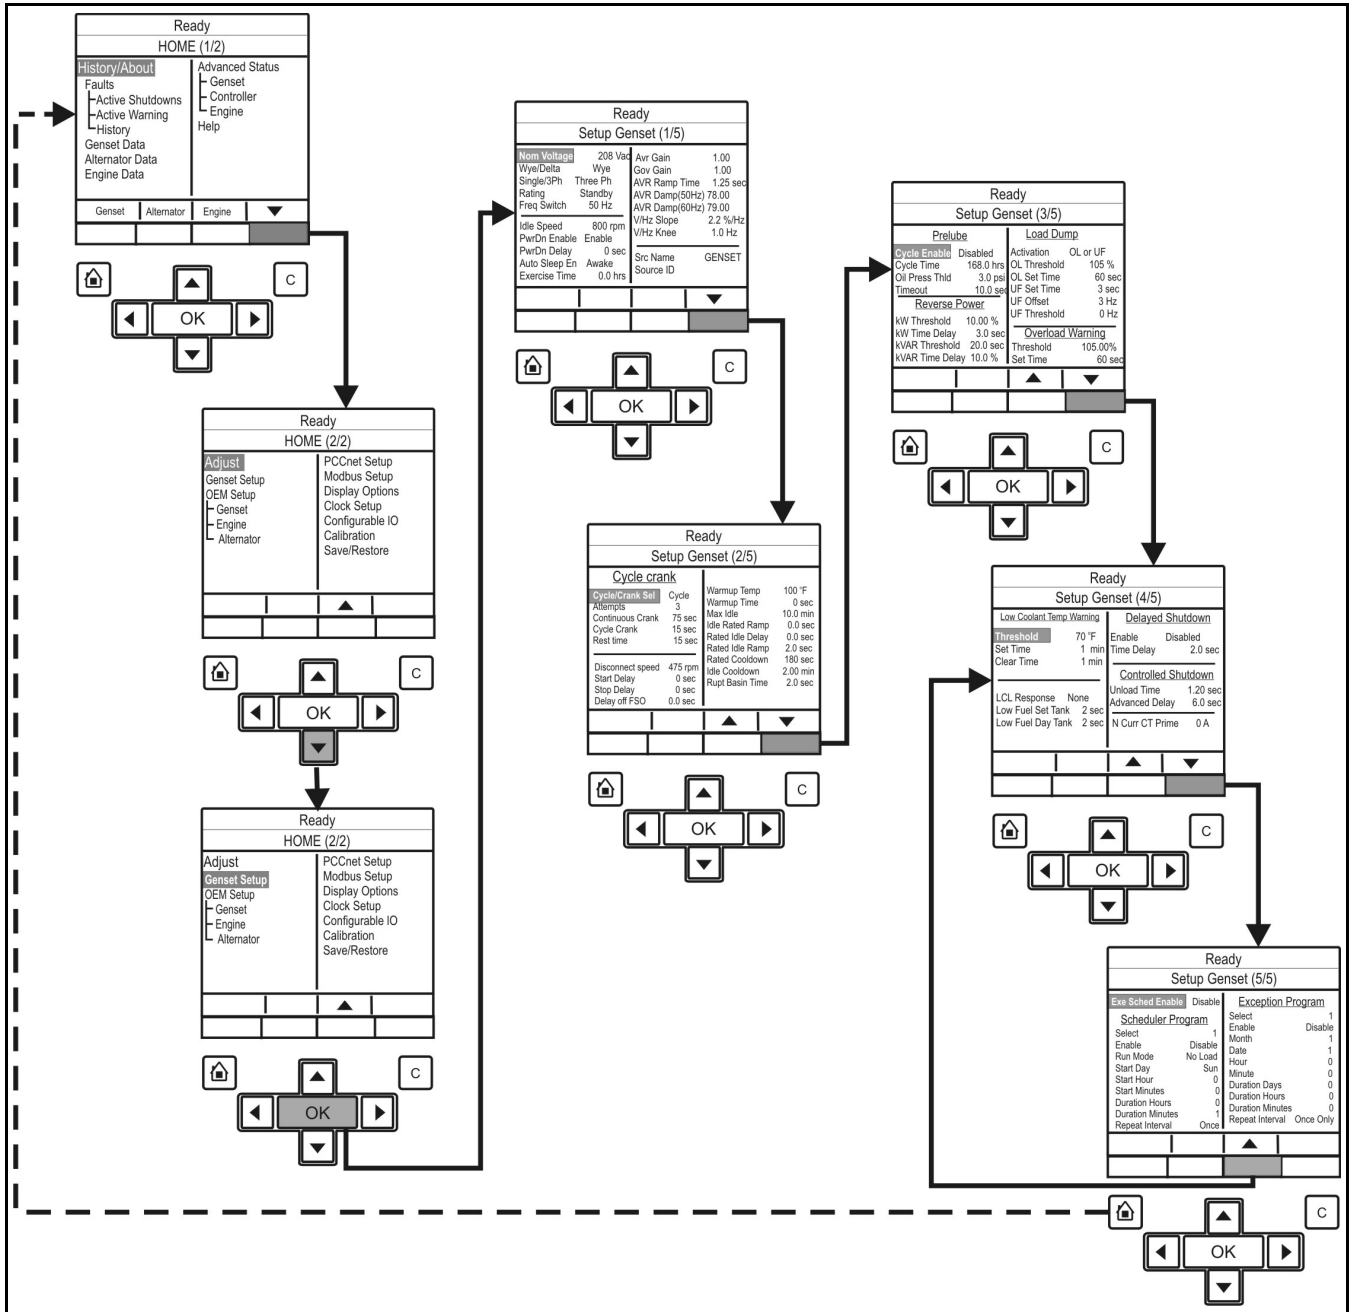 Ready
HOME (1/2)
History/About
Faults
Active Shutdowns
Active Warning
History
Genset Data
Alternator Data
Engine Data
Advanced Status
Genset
Controller
Engine
Help
Genset Alternator Engine
C
OK
Ready
HOME (2/2)
Adjust
Genset Setup
OEM Setup
Genset
Engine
Alternator
PCCnet Setup
Modbus Setup
Display Options
Clock Setup
Configurable IO
Calibration
Save/Restore
C
OK
Ready
HOME (2/2)
Adjust
Genset Setup
OEM Setup
Genset
Engine
Alternator
PCCnet Setup
Modbus Setup
Display Options
Clock Setup
Configurable IO
Calibration
Save/Restore
C
OK
Ready
Setup Genset (1/5)
Nom Voltage 208 Vac
Wye/Delta Wye
Single/3Ph Three Ph
Rating Standby
Freq Switch 50 Hz
Idle Speed 800 rpm
PwrDn Enable Enable
PwrDn Delay 0 sec
Auto Sleep En Awake
Exercise Time 0.0 hrs
Avr Gain 1.00
Gov Gain 1.00
AVR Ramp Time 1.25 sec
AVR Damp(50Hz) 78.00
AVR Damp(60Hz) 79.00
V/Hz Slope 2.2 %/Hz
V/Hz Knee 1.0 Hz
Src Name GENSET
Source ID
C
OK
Ready
Setup Genset (2/5)
Cycle crank
Cycle/Crank Sel Cycle
Attempts 3
Continuous Crank 75 sec
Cycle Crank 15 sec
Rest time 15 sec
Disconnect speed 475 rpm
Start Delay 0 sec
Stop Delay 0 sec
Delay off FSO 0.0 sec
Warmup Temp 100 °F
Warmup Time 0 sec
Max Idle 10.0 min
Idle Rated Ramp 0.0 sec
Rated Idle Delay 0.0 sec
Rated Idle Ramp 2.0 sec
Rated Cooldown 180 sec
Idle Cooldown 2.00 min
Rupt Basin Time 2.0 sec
C
OK
Ready
Setup Genset (3/5)
Prelube
Cycle Enable Disabled
Cycle Time 168.0 hrs
Oil Press Thld 3.0 psi
Timeout 10.0 sec
Reverse Power
kW Threshold 10.00 %
kW Time Delay 3.0 sec
kVAR Threshold 20.0 sec
kVAR Time Delay 10.0 %
Load Dump
Activation OL or UF
OL Threshold 105 %
OL Set Time 60 sec
UF Set Time 3 sec
UF Offset 3 Hz
UF Threshold 0 Hz
Overload Warning
Threshold 105.00%
Set Time 60 sec
C
OK
Ready
Setup Genset (4/5)
Low Coolant Temp Warning
Threshold 70 °F
Set Time 1 min
Clear Time 1 min
LCL Response None
Low Fuel Set Tank 2 sec
Low Fuel Day Tank 2 sec
Delayed Shutdown
Enable Disabled
Time Delay 2.0 sec
Controlled Shutdown
Unload Time 1.20 sec
Advanced Delay 6.0 sec
N Curr CT Prime 0 A
C
OK
Ready
Setup Genset (5/5)
Exe Sched Enable Disable
Scheduler Program
Select 1
Enable Disable
Run Mode No Load
Start Day Sun
Start Hour 0
Start Minutes 0
Duration Hours 0
Duration Minutes 1
Repeat Interval Once
Exception Program
Select 1
Enable Disable
Month 1
Date 1
Hour 0
Minute 0
Duration Days 0
Duration Hours 0
Duration Minutes 0
Repeat Interval Once Only
C
OK